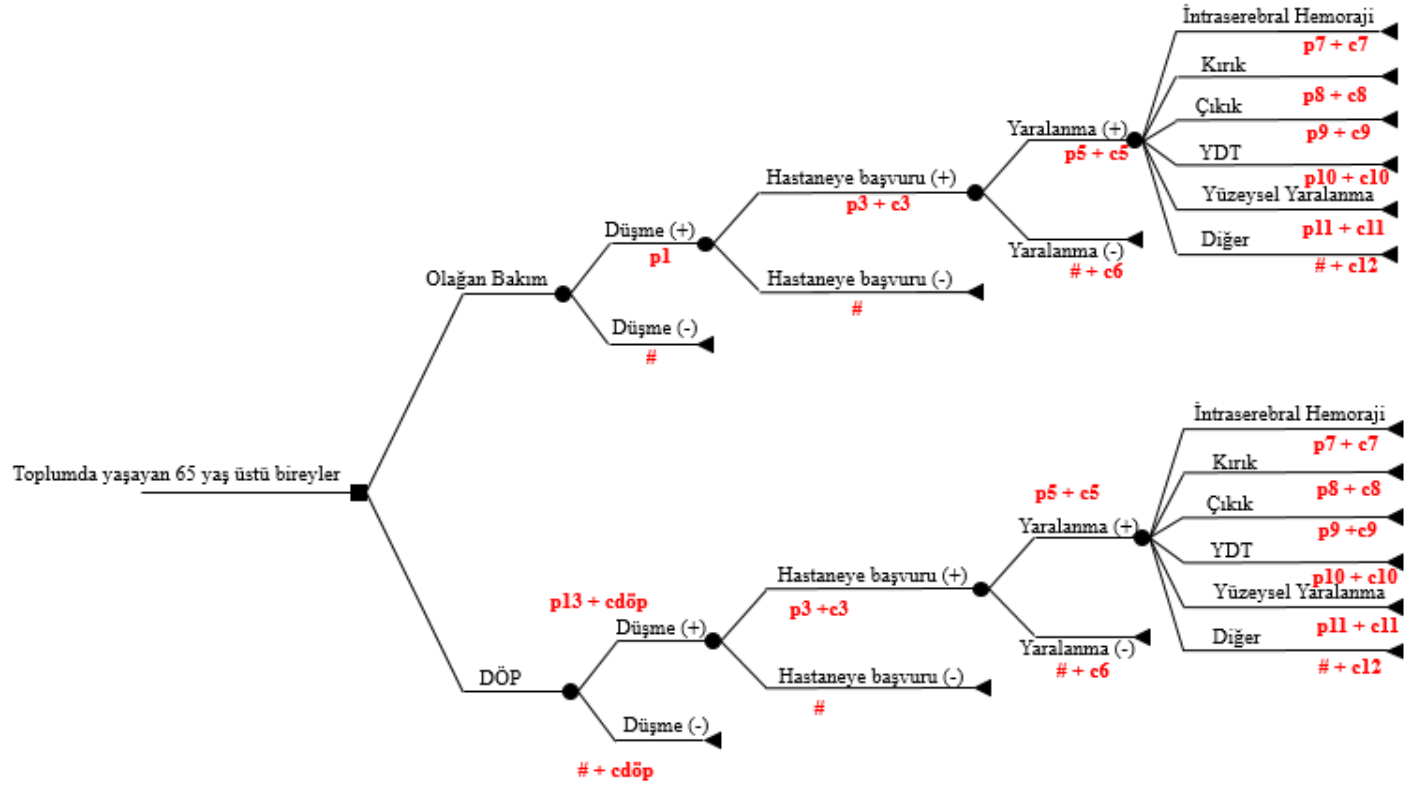 İntraserebral Hemoraji
p7 + c7
Kırık
p8 + c8
Çıkık
p9 + c9
YDT
p10 + c10
Yüzeysel Yaralanma
p11 + c11
Diğer
# + c12
Yaralanma (+)
p5 + c5
Yaralanma (-)
# + c6
Hastaneye başvuru (+)
p3 + c3
Hastaneye başvuru (-)
#
Düşme (+)
p1
Düşme (-)
#
Olağan Bakım
Toplumda yaşayan 65 yaş üstü bireyler
İntraserebral Hemoraji
p7 + c7
Kırık
p8 + c8
Çıkık
p9 +c9
YDT
p10 + c10
Yüzeysel Yaralanma
p11 + c11
Diğer
# + c12
p5 + c5
Yaralanma (+)
Yaralanma (-)
# + c6
Hastaneye başvuru (+)
p3 +c3
Hastaneye başvuru (-)
#
p13 + cdöp
Düşme (+)
DÖP
Düşme (-)
# + cdöp